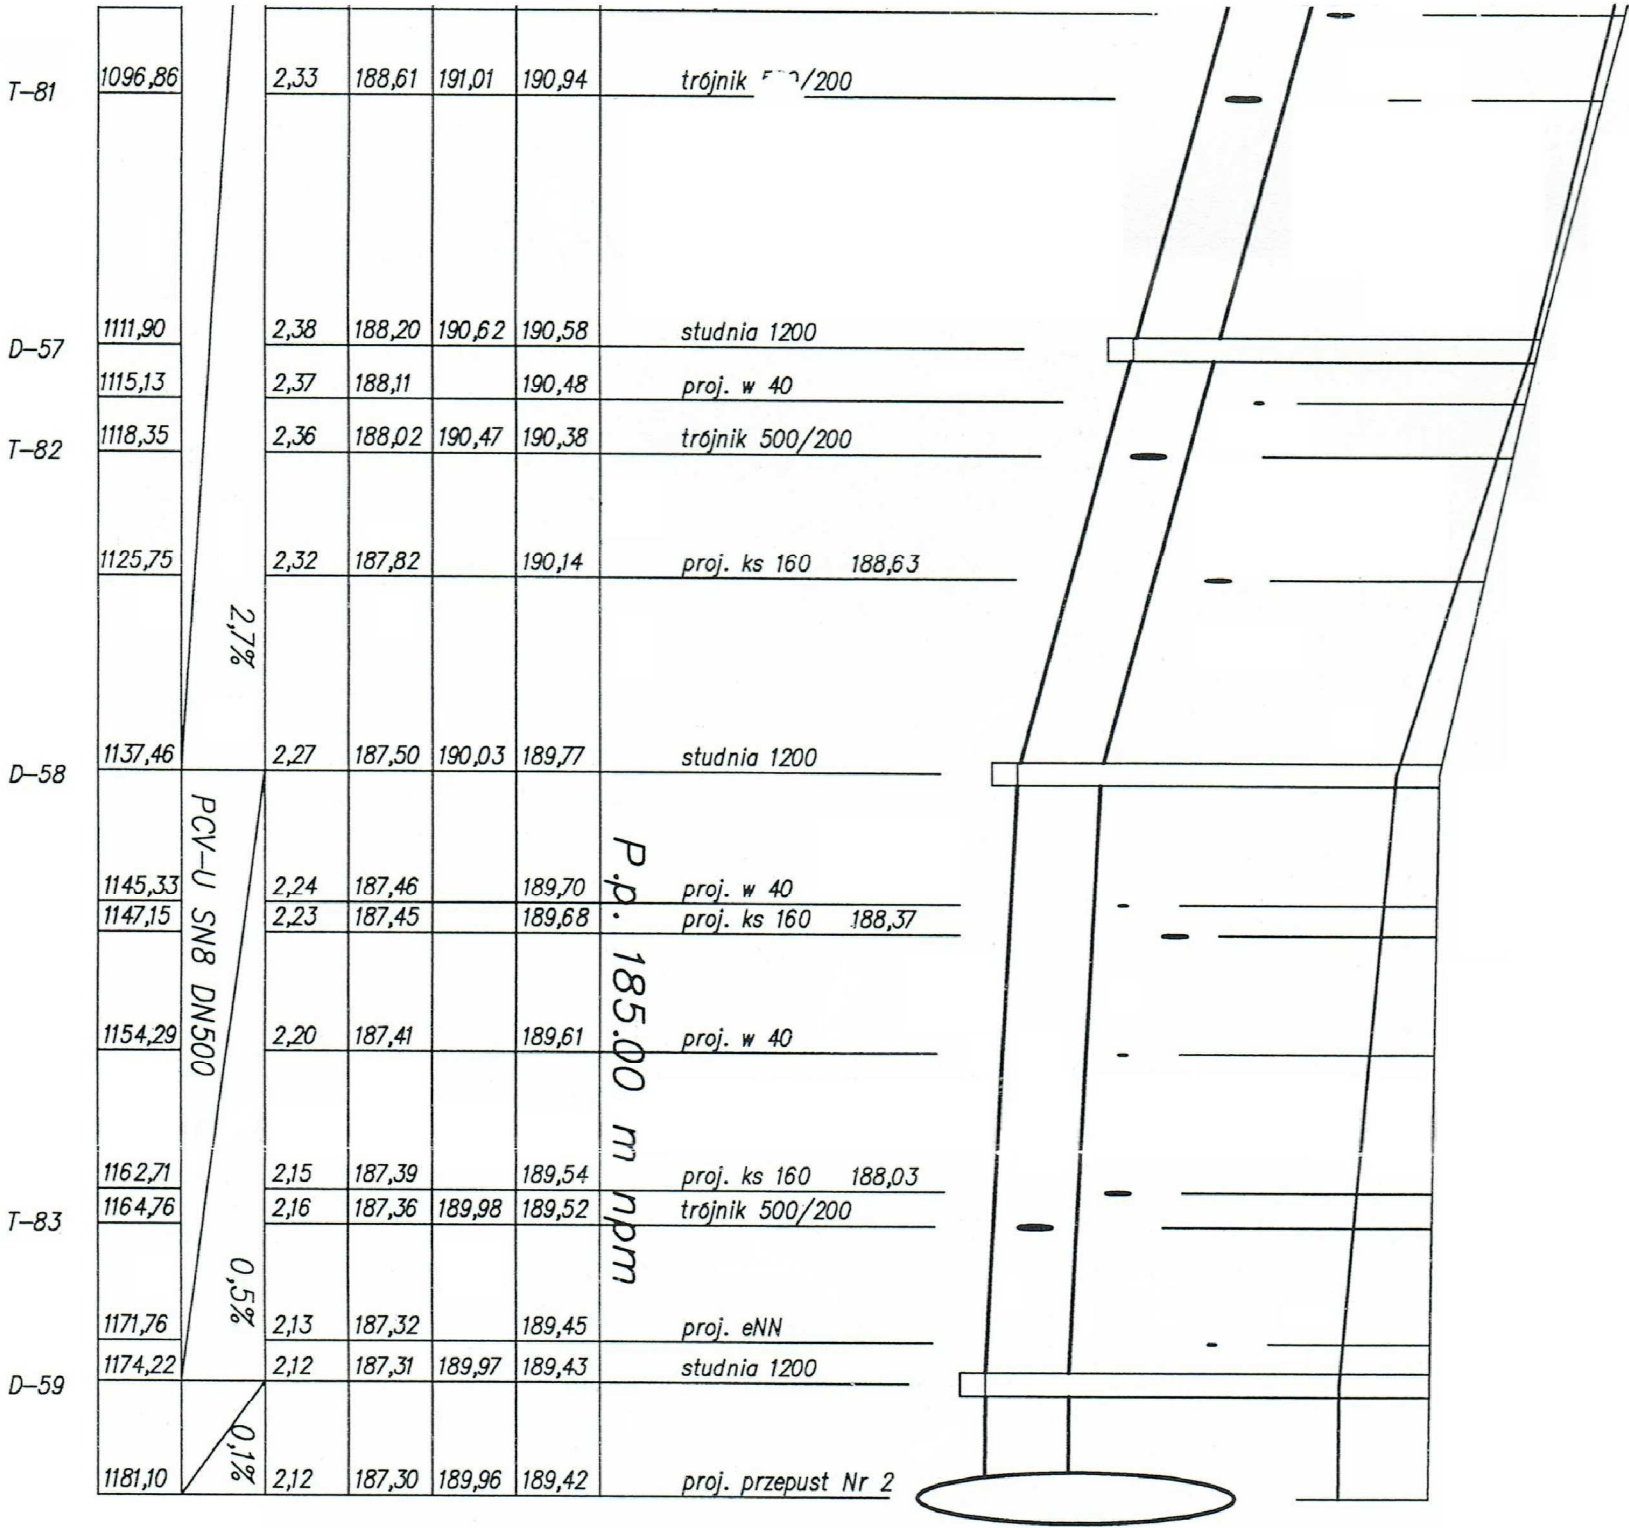 T-81 1096,86 2,33 188,61 191,01 190,94 trójnik /200
D-57 1111,90 2,38 188,20 190,62 190,58 studnia 1200
1115,13 2,37 188,11 190,48 proj. w 40
T-82 1118,35 2,36 188,02 190,47 190,38 trójnik 500/200
1125,75 2,32 187,82 190,14 proj. ks 160 188,63
2,7%
D-58 1137,46 2,27 187,50 190,03 189,77 studnia 1200
PCV-U SN8 DN500
P.p. 185.00 m npm
1145,33 2,24 187,46 189,70 proj. w 40
1147,15 2,23 187,45 189,68 proj. ks 160 188,37
1154,29 2,20 187,41 189,61 proj. w 40
1162,71 2,15 187,39 189,54 proj. ks 160 188,03
T-83 1164,76 2,16 187,36 189,98 189,52 trójnik 500/200
0,5%
1171,76 2,13 187,32 189,45 proj. eNN
D-59 1174,22 2,12 187,31 189,97 189,43 studnia 1200
0,1%
1181,10 2,12 187,30 189,96 189,42 proj. przepust Nr 2